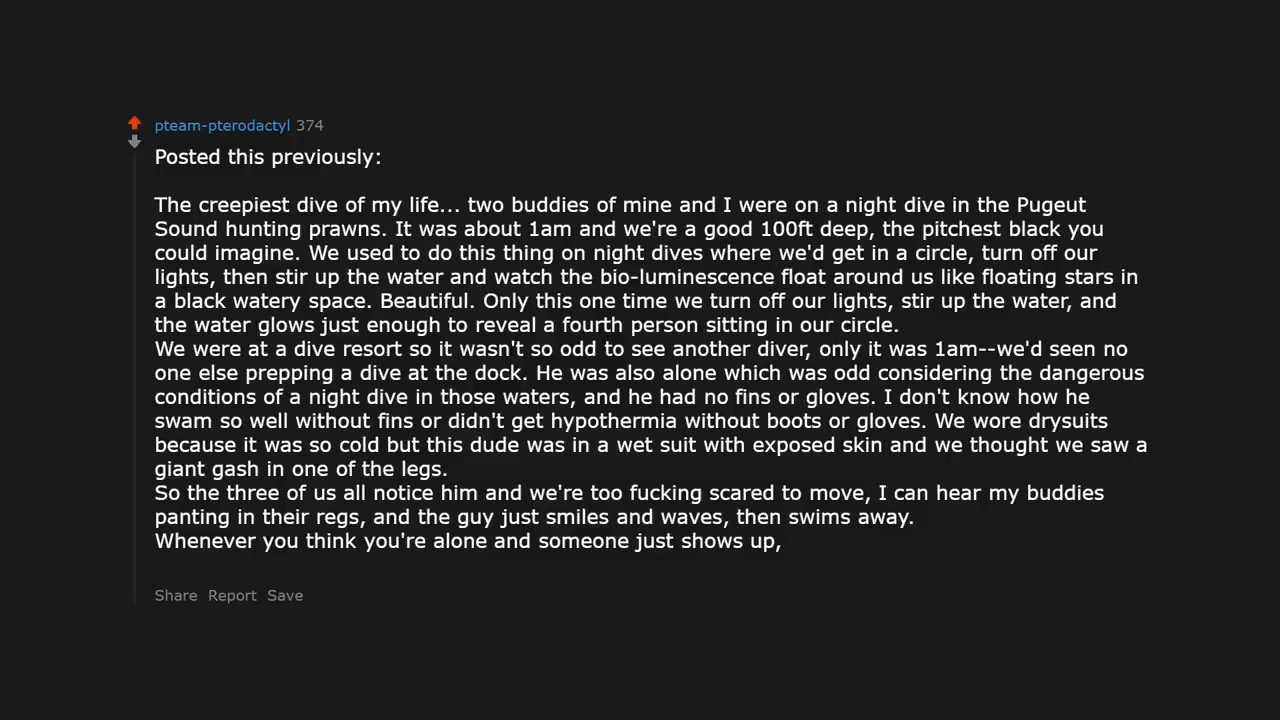 pteam-pterodactyl 374
Posted this previously:
The creepiest dive of my life... two buddies of mine and I were on a night dive in the Pugeut
Sound hunting prawns. It was about 1am and we're a good 100ft deep, the pitchest black you
could imagine. We used to do this thing on night dives where we'd get in a circle, turn off our
lights, then stir up the water and watch the bio-luminescence float around us like floating stars in
a black watery space. Beautiful. Only this one time we turn off our lights, stir up the water, and
the water glows just enough to reveal a fourth person sitting in our circle.
We were at a dive resort so it wasn't so odd to see another diver, only it was 1am--we'd seen no
one else prepping a dive at the dock. He was also alone which was odd considering the dangerous
conditions of a night dive in those waters, and he had no fins or gloves. I don't know how he
swam so well without fins or didn't get hypothermia without boots or gloves. We wore drysuits
because it was so cold but this dude was in a wet suit with exposed skin and we thought we saw a
giant gash in one of the legs.
So the three of us all notice him and we're too fucking scared to move, I can hear my buddies
panting in their regs, and the guy just smiles and waves, then swims away.
Whenever you think you're alone and someone just shows up,
Share Report Save